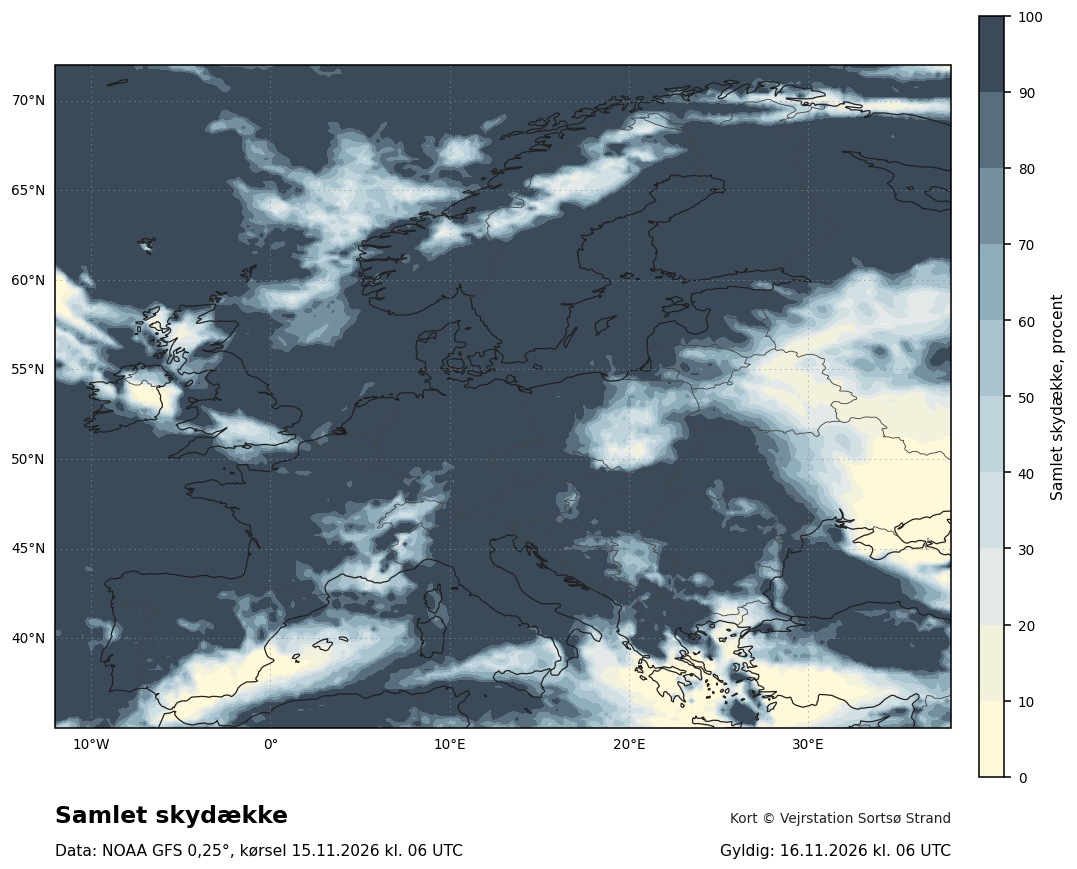 70°N
65°N
60°N
55°N
50°N
45°N
40°N
10°W
0°
10°E
20°E
30°E
100
90
80
70
60
50
40
30
20
10
0
Samlet skydække, procent
Samlet skydække
Kort © Vejrstation Sortsø Strand
Data: NOAA GFS 0,25°, kørsel 15.11.2026 kl. 06 UTC
Gyldig: 16.11.2026 kl. 06 UTC